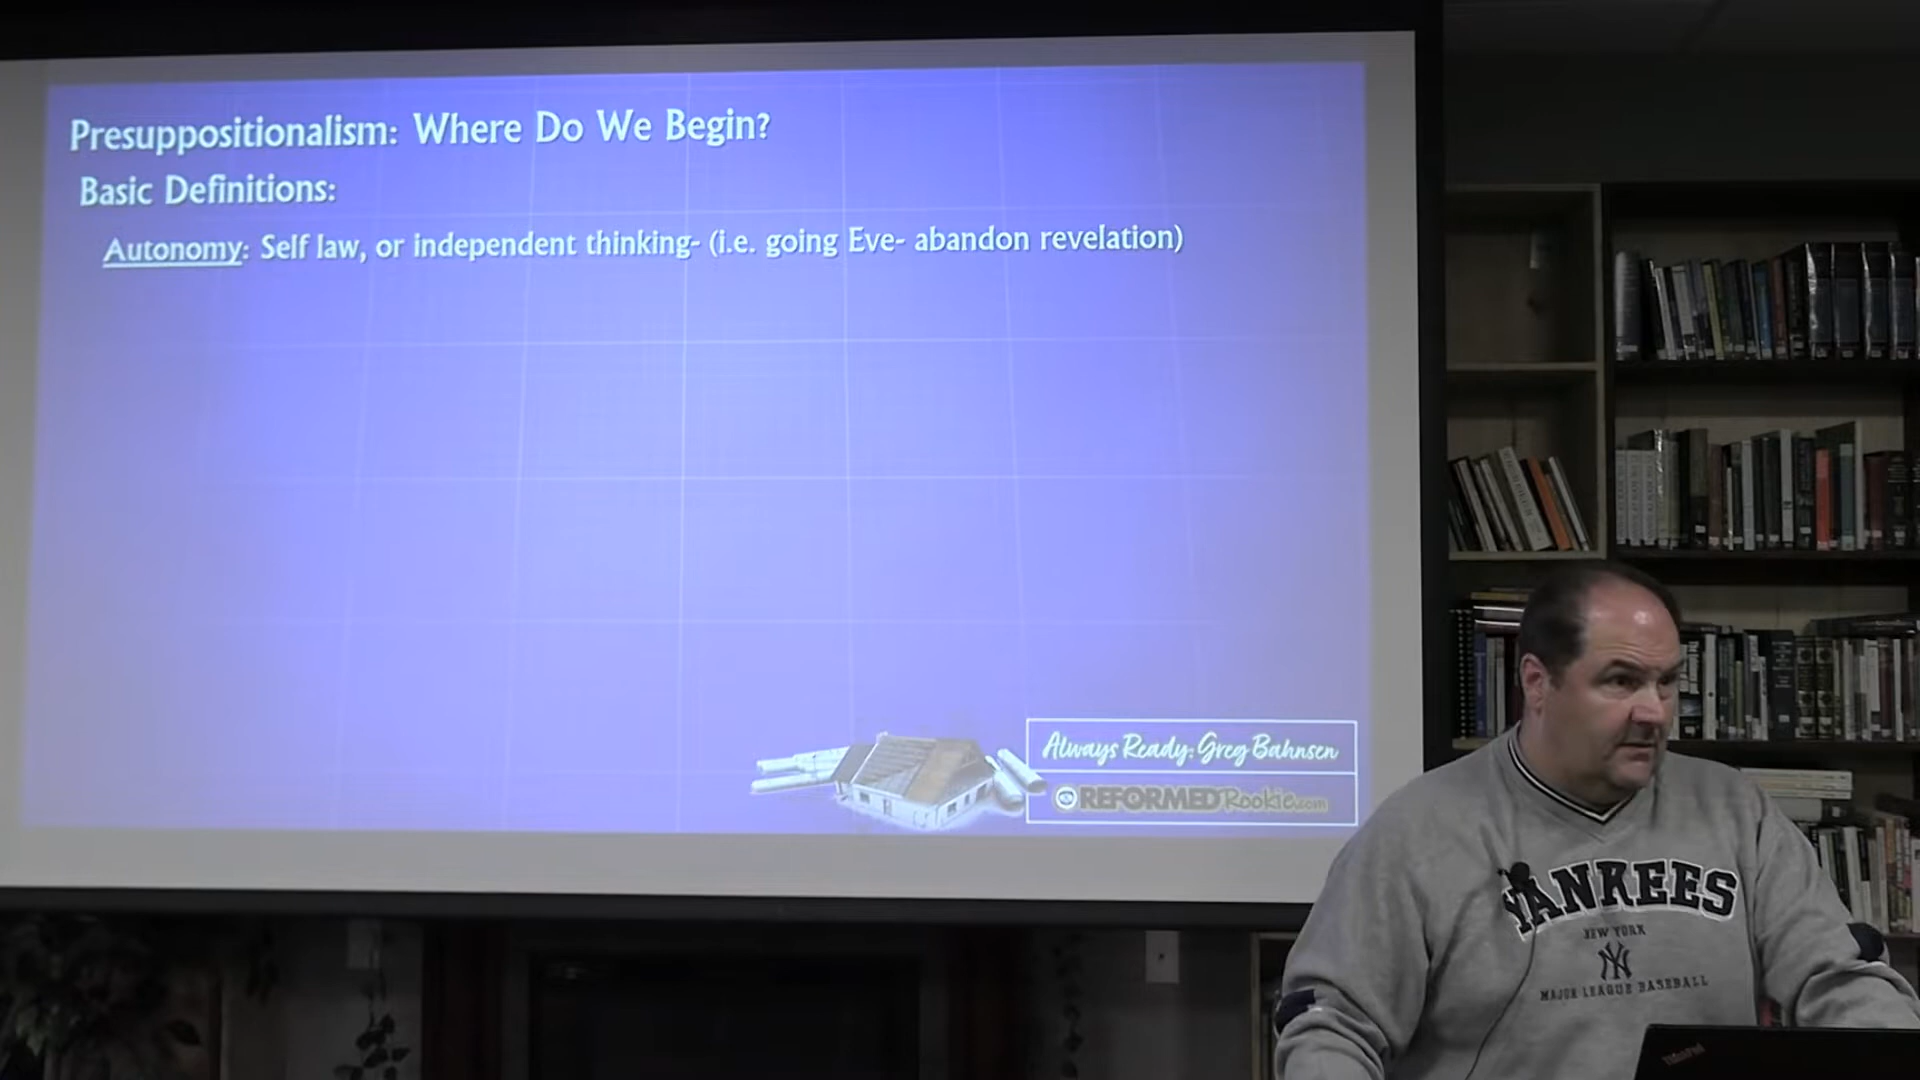 Presuppositionalism: Where Do We Begin?
Basic Definitions:
Autonomy: Self law, or independent thinking- (i.e. going Eve- abandon revelation)
Always Ready: Greg Bahnsen
REFORMEDRookie.com
YANKEES
NEW YORK
NY
MAJOR LEAGUE BASEBALL
ThinkPad